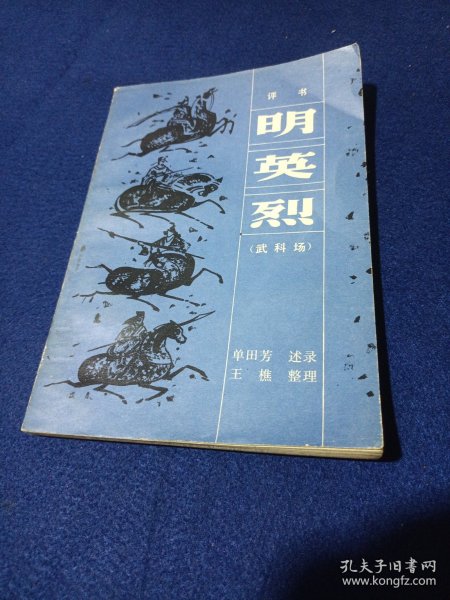 评书
明
英
烈
（武科场）
单田芳 述录
王樵 整理
孔夫子旧书网
www.kongfz.com